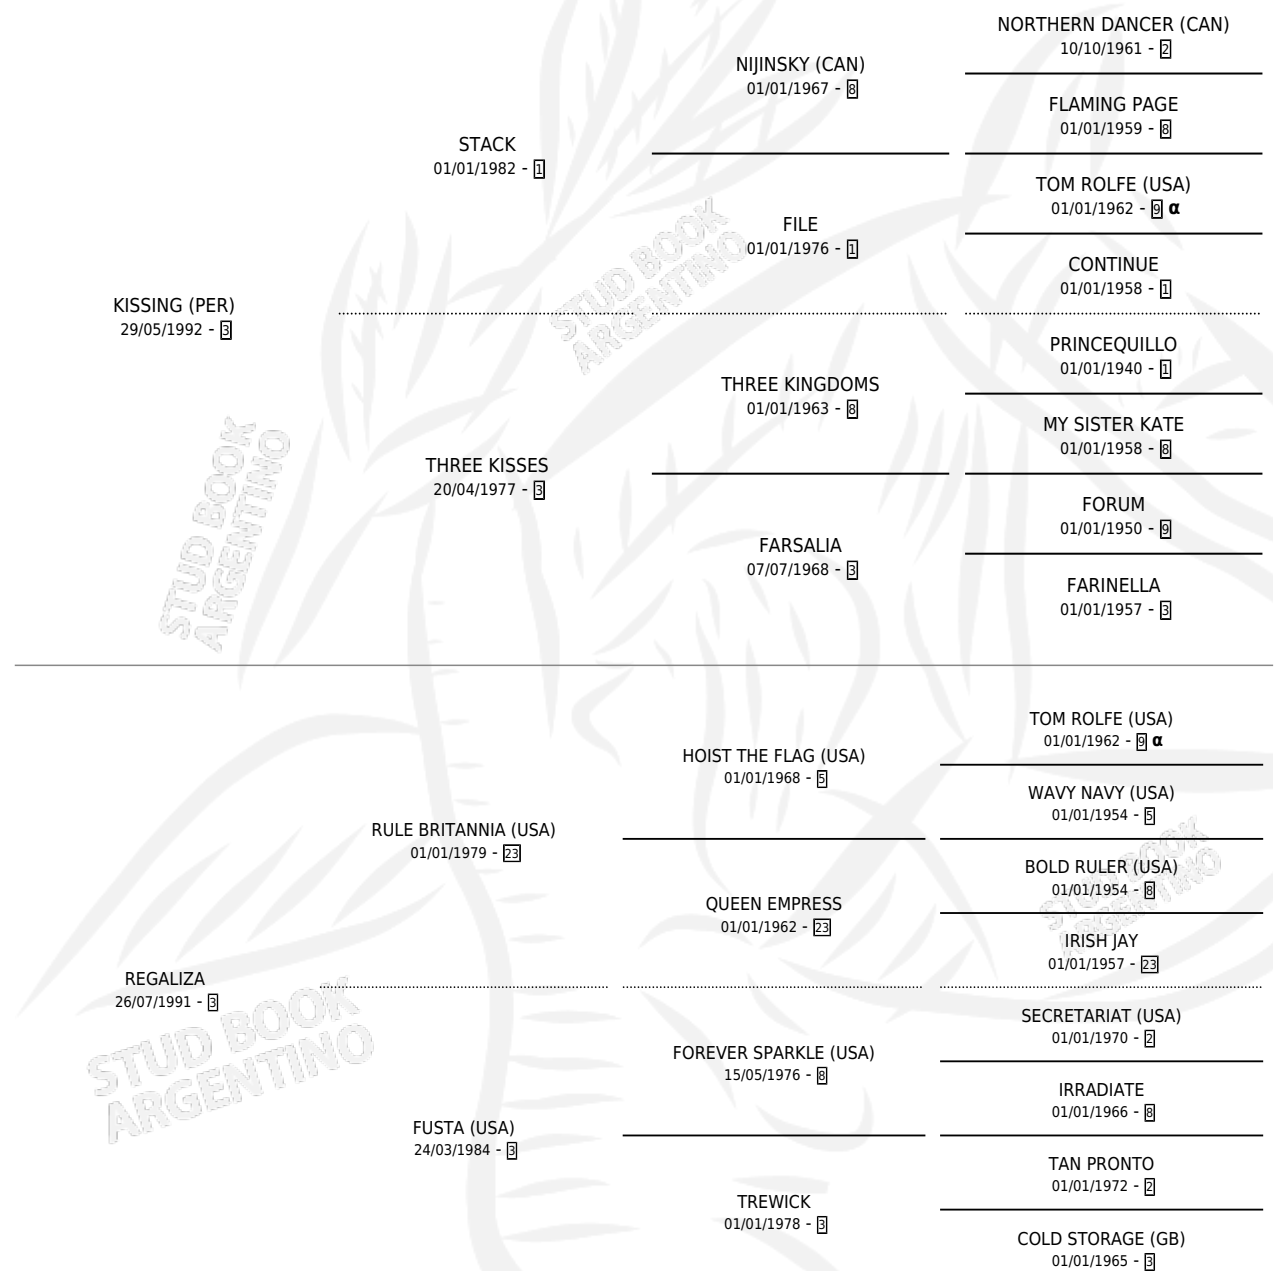 NORTHERN DANCER (CAN)
10/10/1961 - 2
NIJINSKY (CAN)
01/01/1967 - 8
FLAMING PAGE
01/01/1959 - 8
STACK
01/01/1982 - 1
TOM ROLFE (USA)
01/01/1962 - 9 α
FILE
01/01/1976 - 1
CONTINUE
01/01/1958 - 1
KISSING (PER)
29/05/1992 - 3
PRINCEQUILLO
01/01/1940 - 1
THREE KINGDOMS
01/01/1963 - 8
MY SISTER KATE
01/01/1958 - 8
THREE KISSES
20/04/1977 - 3
FORUM
01/01/1950 - 9
FARSALIA
07/07/1968 - 3
FARINELLA
01/01/1957 - 3
TOM ROLFE (USA)
01/01/1962 - 9 α
HOIST THE FLAG (USA)
01/01/1968 - 5
WAVY NAVY (USA)
01/01/1954 - 5
RULE BRITANNIA (USA)
01/01/1979 - 23
BOLD RULER (USA)
01/01/1954 - 8
QUEEN EMPRESS
01/01/1962 - 23
IRISH JAY
01/01/1957 - 23
REGALIZA
26/07/1991 - 3
SECRETARIAT (USA)
01/01/1970 - 2
FOREVER SPARKLE (USA)
15/05/1976 - 8
IRRADIATE
01/01/1966 - 8
FUSTA (USA)
24/03/1984 - 3
TAN PRONTO
01/01/1972 - 2
TREWICK
01/01/1978 - 3
COLD STORAGE (GB)
01/01/1965 - 3
STUD BOOK
ARGENTINO
STUD BOOK
ARGENTINO
STUD BOOK
ARGENTINO
STUD BOOK
ARGENTINO